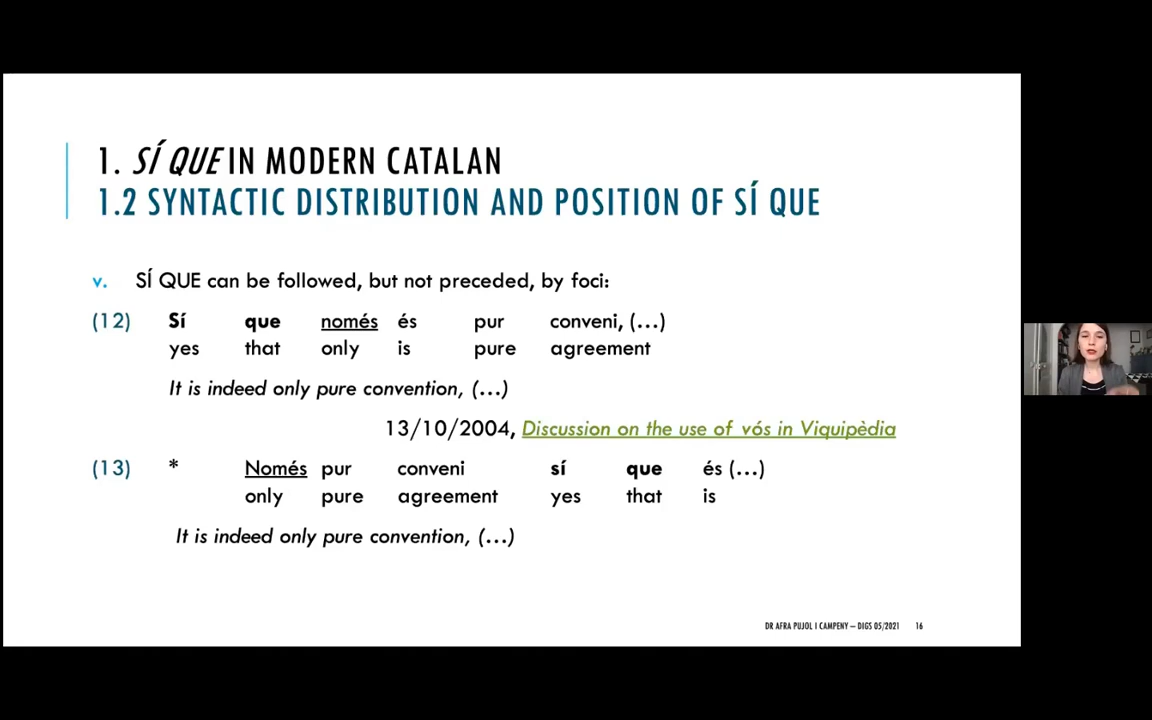 1. SÍ QUE IN MODERN CATALAN
1.2 SYNTACTIC DISTRIBUTION AND POSITION OF SÍ QUE
v. SÍ QUE can be followed, but not preceded, by foci:
(12) Sí que només és pur conveni, (…)
yes that only is pure agreement
It is indeed only pure convention, (…)
13/10/2004, Discussion on the use of vós in Viquipèdia
(13) * Només pur conveni sí que és (…)
only pure agreement yes that is
It is indeed only pure convention, (…)
DR AFRA PUJOL I CAMPENY – DIGS 05/2021 16